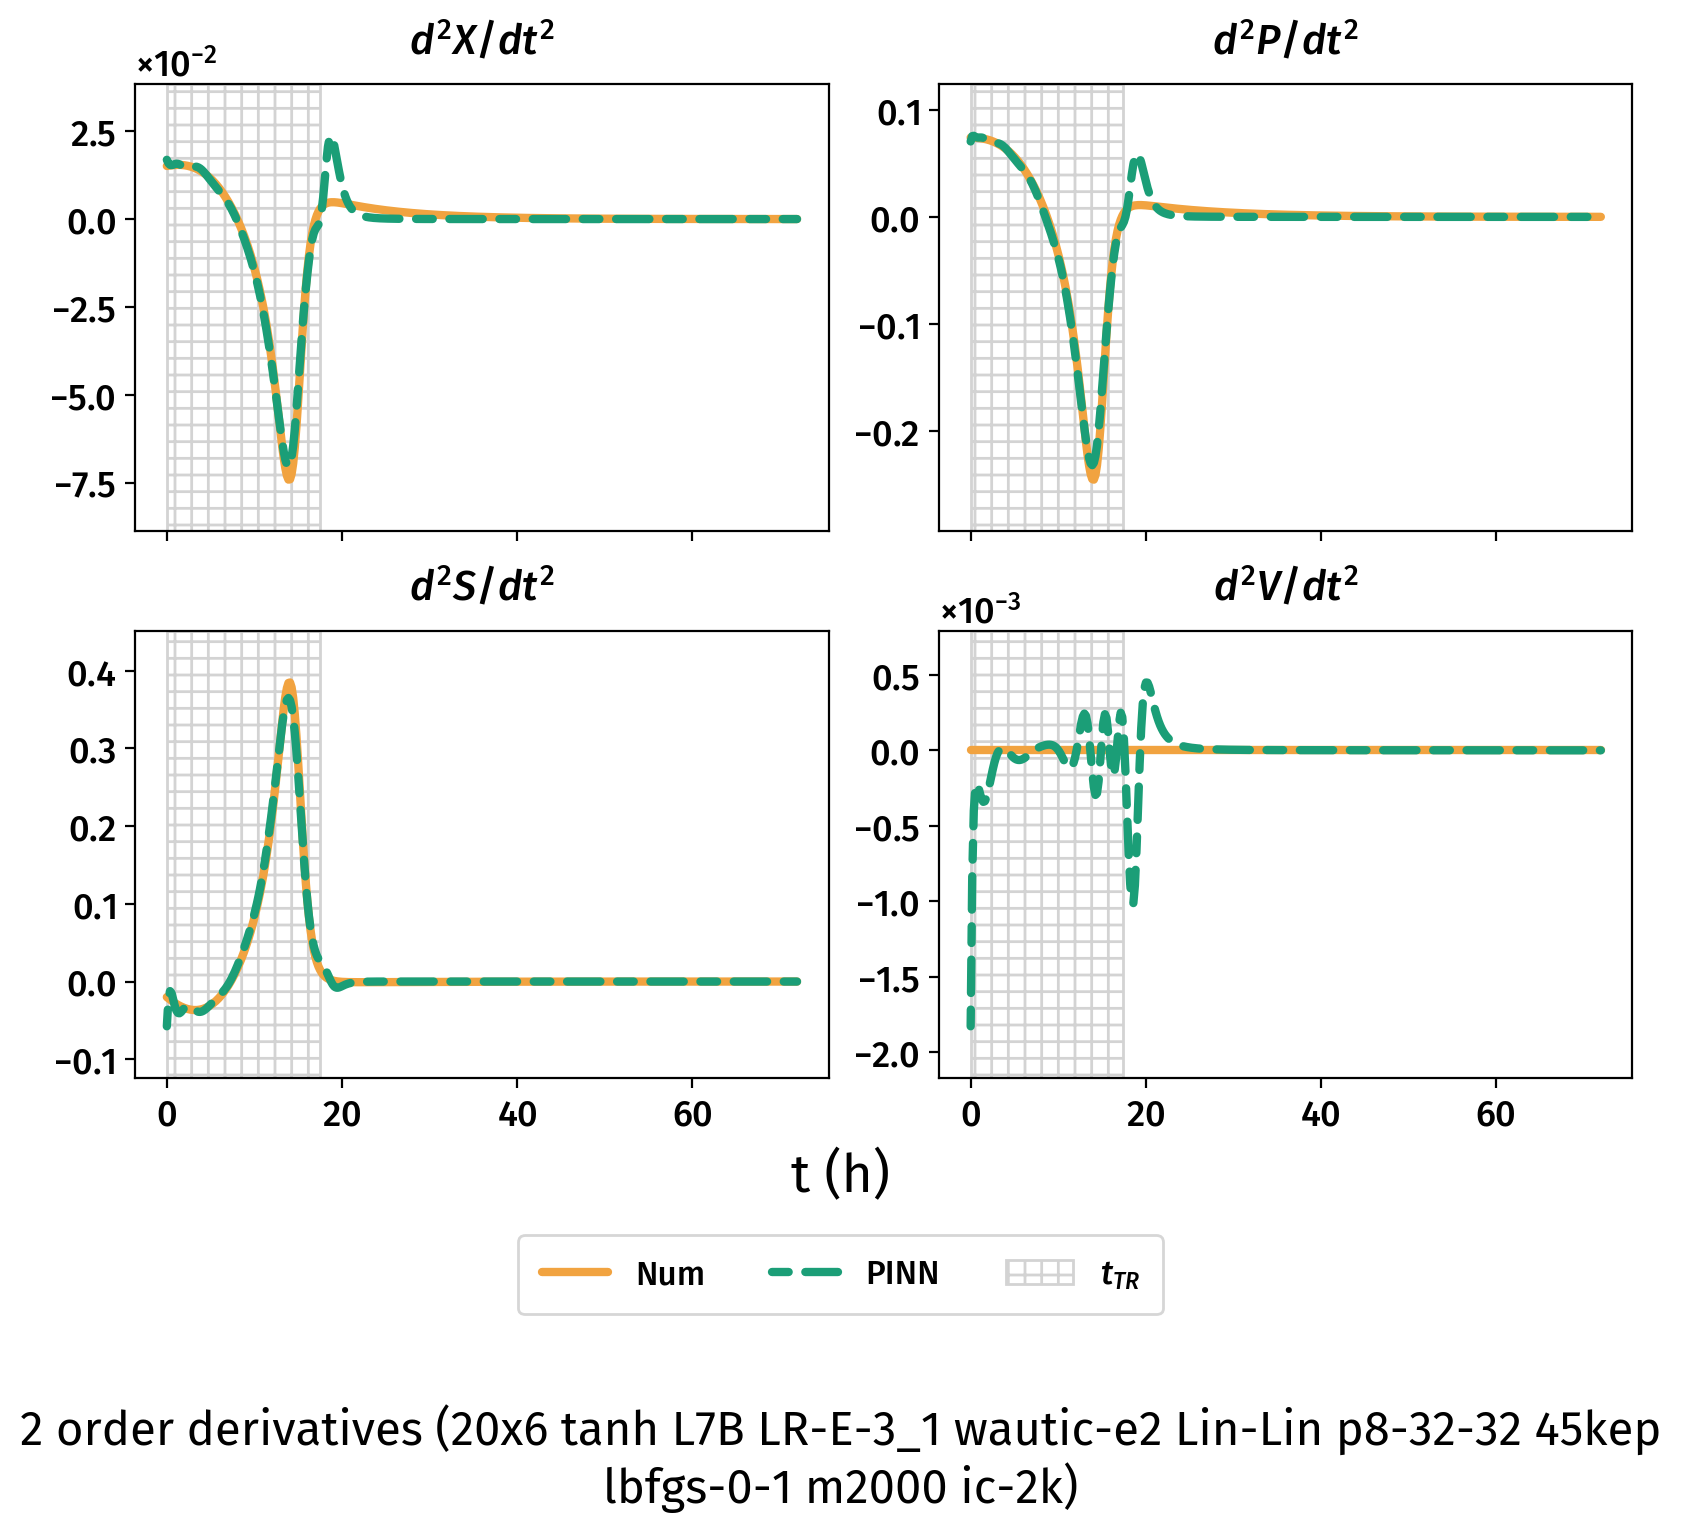 d²X/dt²
×10⁻²
2.5
0.0
−2.5
−5.0
−7.5
d²P/dt²
0.1
0.0
−0.1
−0.2
d²S/dt²
0.4
0.3
0.2
0.1
0.0
−0.1
0 20 40 60
d²V/dt²
×10⁻³
0.5
0.0
−0.5
−1.0
−1.5
−2.0
0 20 40 60
t (h)
Num PINN t_TR
2 order derivatives (20x6 tanh L7B LR-E-3_1 wautic-e2 Lin-Lin p8-32-32 45kep
lbfgs-0-1 m2000 ic-2k)